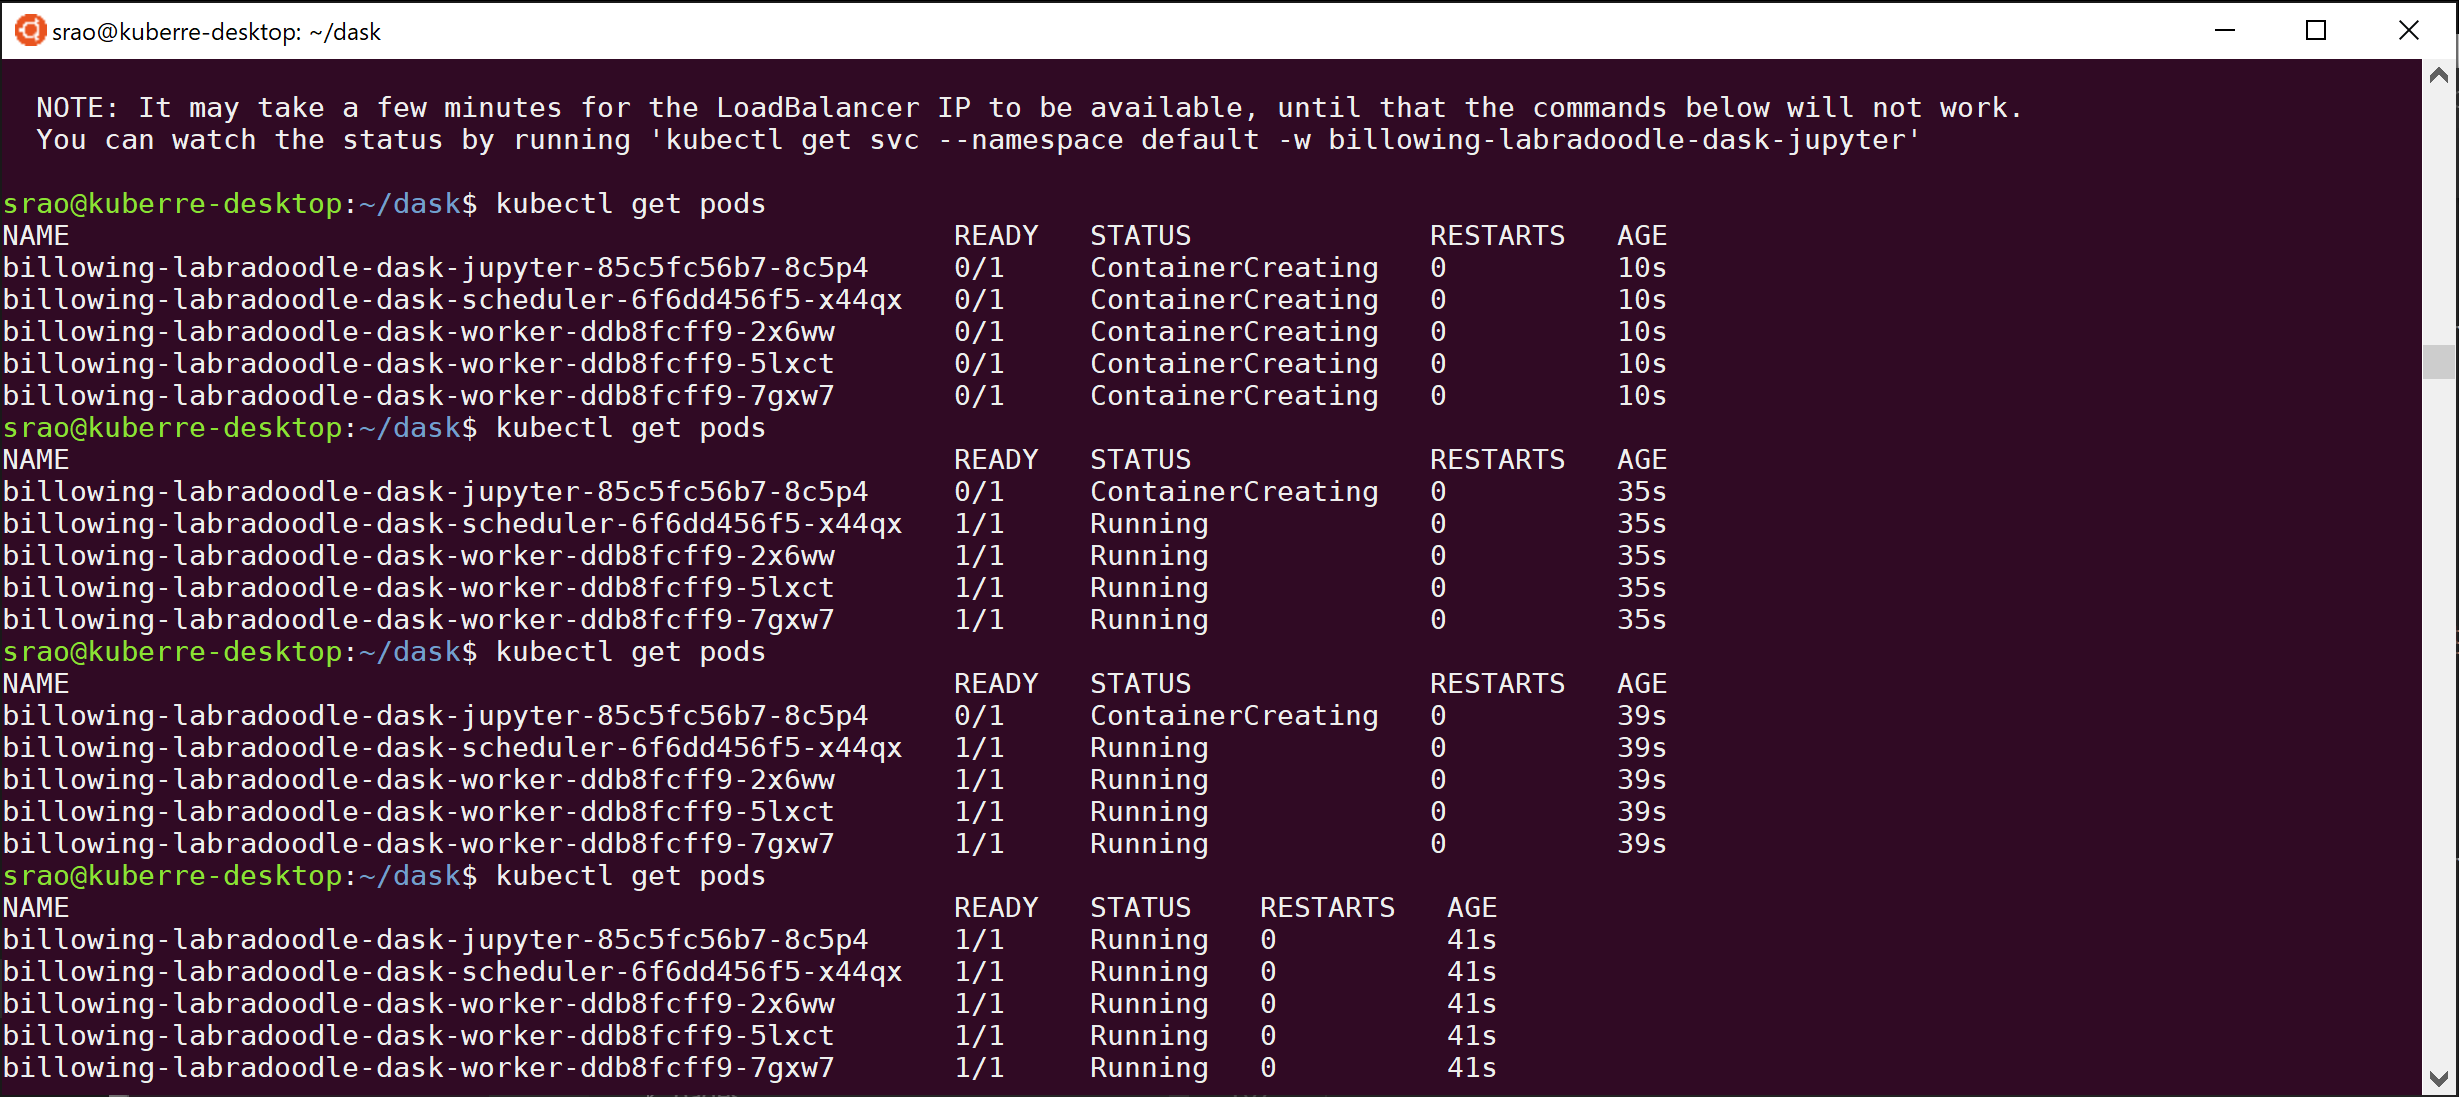 srao@kuberre-desktop: ~/dask
NOTE: It may take a few minutes for the LoadBalancer IP to be available, until that the commands below will not work.
You can watch the status by running 'kubectl get svc --namespace default -w billowing-labradoodle-dask-jupyter'
srao@kuberre-desktop:~/dask$ kubectl get pods
NAME READY STATUS RESTARTS AGE
billowing-labradoodle-dask-jupyter-85c5fc56b7-8c5p4 0/1 ContainerCreating 0 10s
billowing-labradoodle-dask-scheduler-6f6dd456f5-x44qx 0/1 ContainerCreating 0 10s
billowing-labradoodle-dask-worker-ddb8fcff9-2x6ww 0/1 ContainerCreating 0 10s
billowing-labradoodle-dask-worker-ddb8fcff9-5lxct 0/1 ContainerCreating 0 10s
billowing-labradoodle-dask-worker-ddb8fcff9-7gxw7 0/1 ContainerCreating 0 10s
srao@kuberre-desktop:~/dask$ kubectl get pods
NAME READY STATUS RESTARTS AGE
billowing-labradoodle-dask-jupyter-85c5fc56b7-8c5p4 0/1 ContainerCreating 0 35s
billowing-labradoodle-dask-scheduler-6f6dd456f5-x44qx 1/1 Running 0 35s
billowing-labradoodle-dask-worker-ddb8fcff9-2x6ww 1/1 Running 0 35s
billowing-labradoodle-dask-worker-ddb8fcff9-5lxct 1/1 Running 0 35s
billowing-labradoodle-dask-worker-ddb8fcff9-7gxw7 1/1 Running 0 35s
srao@kuberre-desktop:~/dask$ kubectl get pods
NAME READY STATUS RESTARTS AGE
billowing-labradoodle-dask-jupyter-85c5fc56b7-8c5p4 0/1 ContainerCreating 0 39s
billowing-labradoodle-dask-scheduler-6f6dd456f5-x44qx 1/1 Running 0 39s
billowing-labradoodle-dask-worker-ddb8fcff9-2x6ww 1/1 Running 0 39s
billowing-labradoodle-dask-worker-ddb8fcff9-5lxct 1/1 Running 0 39s
billowing-labradoodle-dask-worker-ddb8fcff9-7gxw7 1/1 Running 0 39s
srao@kuberre-desktop:~/dask$ kubectl get pods
NAME READY STATUS RESTARTS AGE
billowing-labradoodle-dask-jupyter-85c5fc56b7-8c5p4 1/1 Running 0 41s
billowing-labradoodle-dask-scheduler-6f6dd456f5-x44qx 1/1 Running 0 41s
billowing-labradoodle-dask-worker-ddb8fcff9-2x6ww 1/1 Running 0 41s
billowing-labradoodle-dask-worker-ddb8fcff9-5lxct 1/1 Running 0 41s
billowing-labradoodle-dask-worker-ddb8fcff9-7gxw7 1/1 Running 0 41s